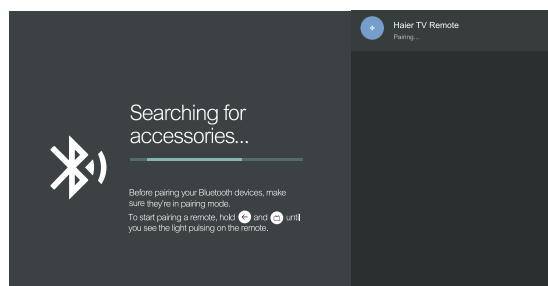 Haier TV Remote
Pairing...
Searching for
accessories...
Before pairing your Bluetooth devices, make
sure they're in pairing mode.
To start pairing a remote, hold and until
you see the light pulsing on the remote.